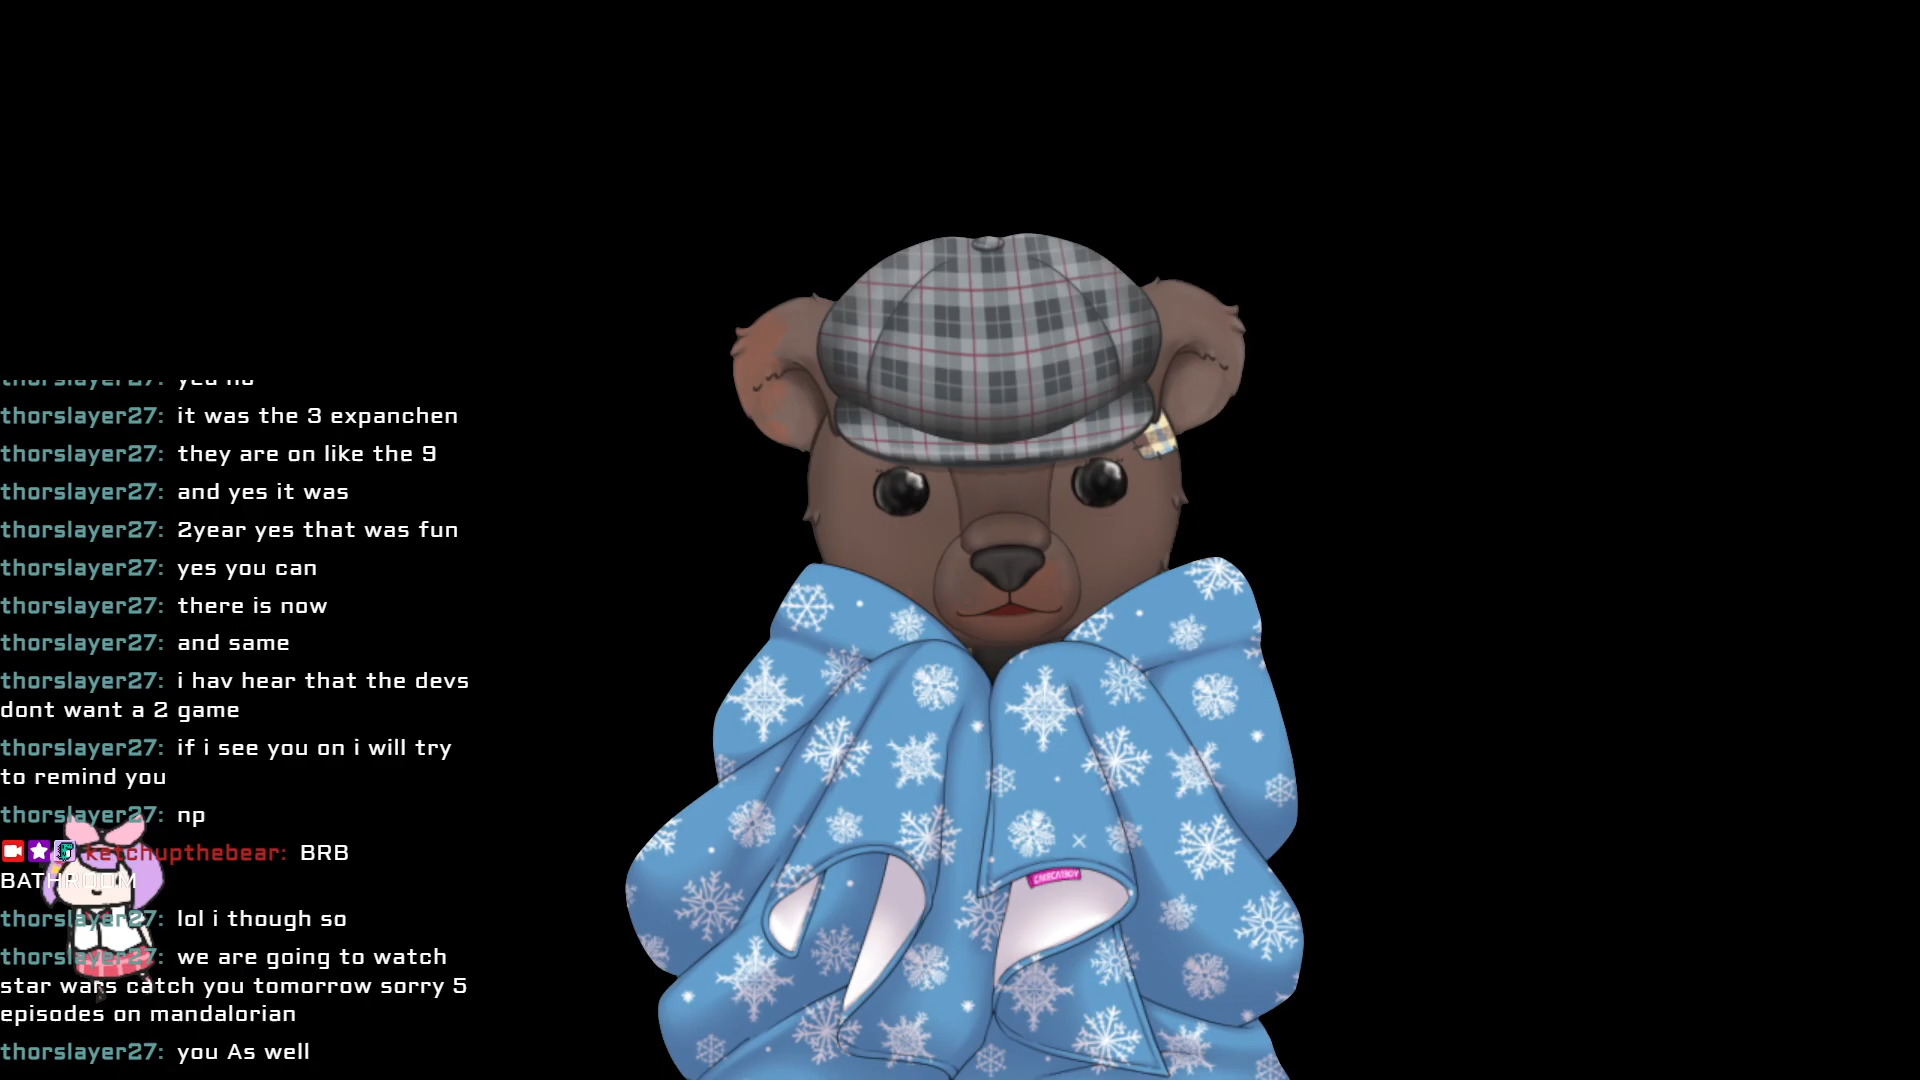 thorslayer27: yea no
thorslayer27: it was the 3 expanchen
thorslayer27: they are on like the 9
thorslayer27: and yes it was
thorslayer27: 2year yes that was fun
thorslayer27: yes you can
thorslayer27: there is now
thorslayer27: and same
thorslayer27: i hav hear that the devs
dont want a 2 game
thorslayer27: if i see you on i will try
to remind you
thorslayer27: np
ketchupthebear: BRB
BATHROOM
thorslayer27: lol i though so
thorslayer27: we are going to watch
star wars catch you tomorrow sorry 5
episodes on mandalorian
thorslayer27: you As well